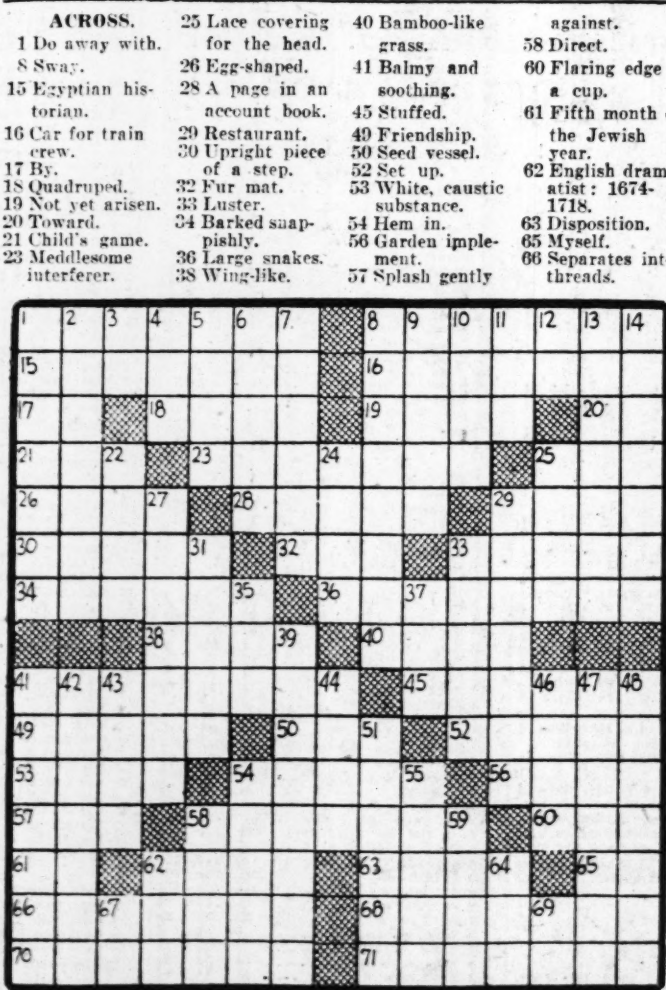 ACROSS.
1 Do away with.
8 Sway.
15 Egyptian his-
torian.
16 Car for train
crew.
17 By.
18 Quadruped.
19 Not yet arisen.
20 Toward.
21 Child's game.
23 Meddlesome
interferer.
25 Lace covering
for the head.
26 Egg-shaped.
28 A page in an
account book.
29 Restaurant.
30 Upright piece
of a step.
32 Fur mat.
33 Luster.
34 Barked snap-
pishly.
36 Large snakes.
38 Wing-like.
40 Bamboo-like
grass.
41 Balmy and
soothing.
45 Stuffed.
49 Friendship.
50 Seed vessel.
52 Set up.
53 White, caustic
substance.
54 Hem in.
56 Garden imple-
ment.
57 Splash gently
against.
58 Direct.
60 Flaring edge
a cup.
61 Fifth month
the Jewish
year.
62 English dram
atist: 1674-
1718.
63 Disposition.
65 Myself.
66 Separates int
threads.
1 2 3 4 5 6 7 8 9 10 11 12 13 14
15 16
17 18 19 20
21 22 23 24 25
26 27 28 29
30 31 32 33
34 35 36 37
38 39 40
41 42 43 44 45 46 47 48
49 50 51 52
53 54 55 56
57 58 59 60
61 62 63 64 65
66 67 68 69
70 71